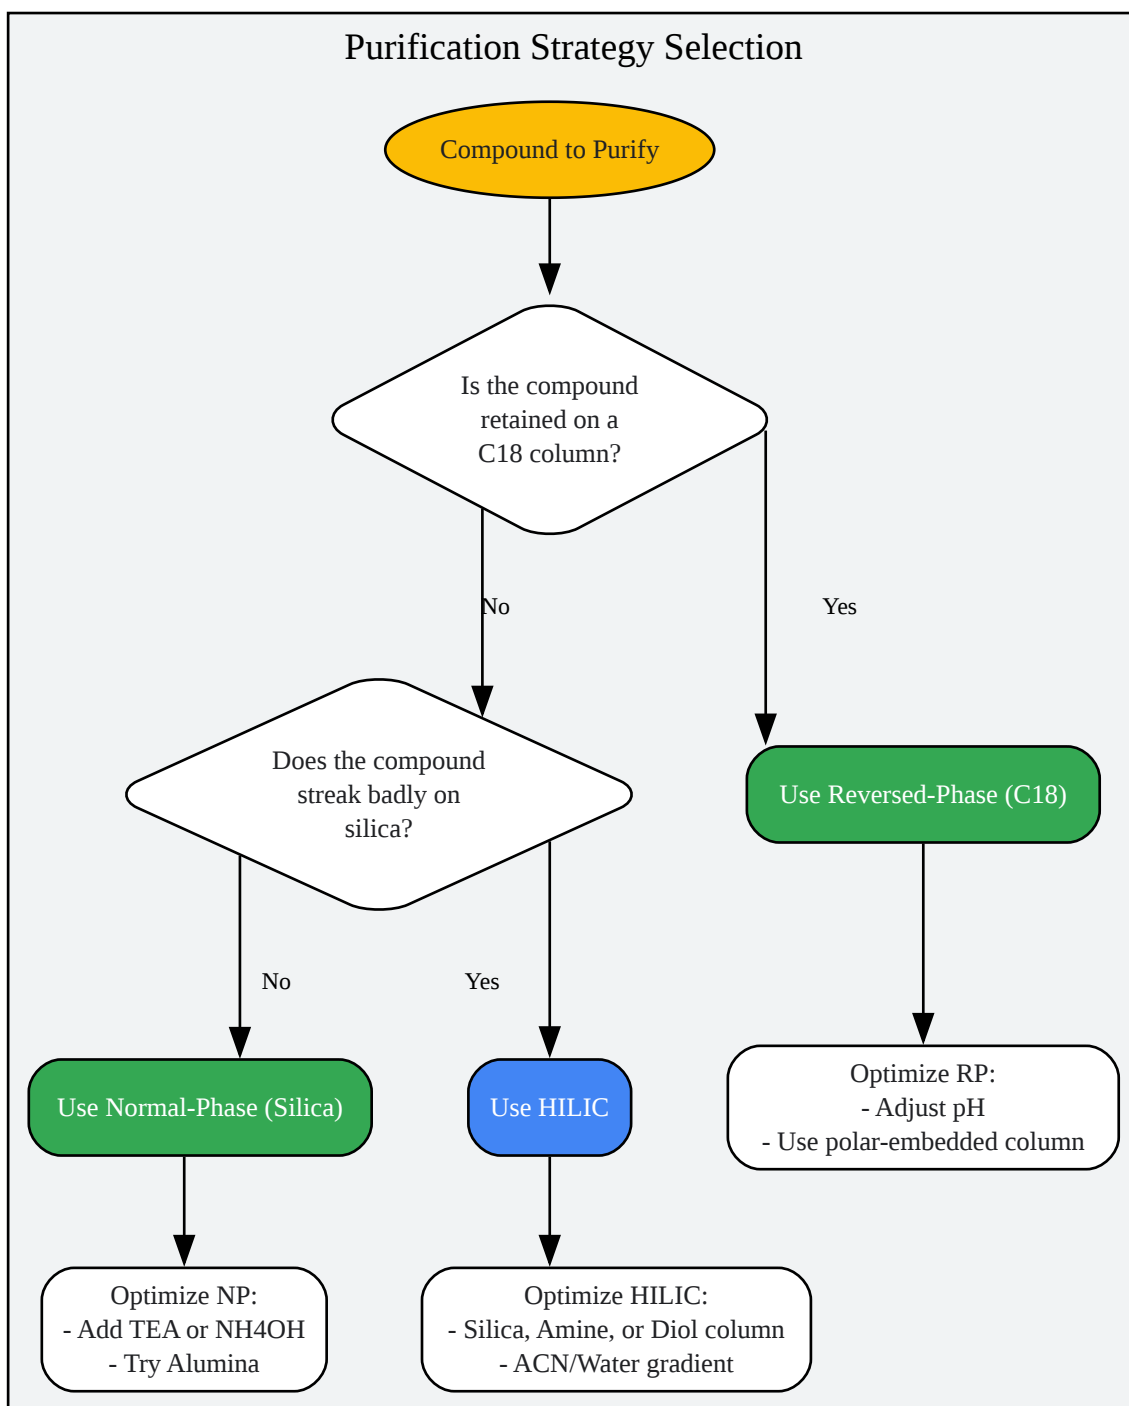 Purification Strategy Selection
Compound to Purify
Is the compound
retained on a
C18 column?
No
Yes
Does the compound
streak badly on
silica?
Use Reversed-Phase (C18)
No
Yes
Use Normal-Phase (Silica)
Use HILIC
Optimize RP:
- Adjust pH
- Use polar-embedded column
Optimize NP:
- Add TEA or NH4OH
- Try Alumina
Optimize HILIC:
- Silica, Amine, or Diol column
- ACN/Water gradient